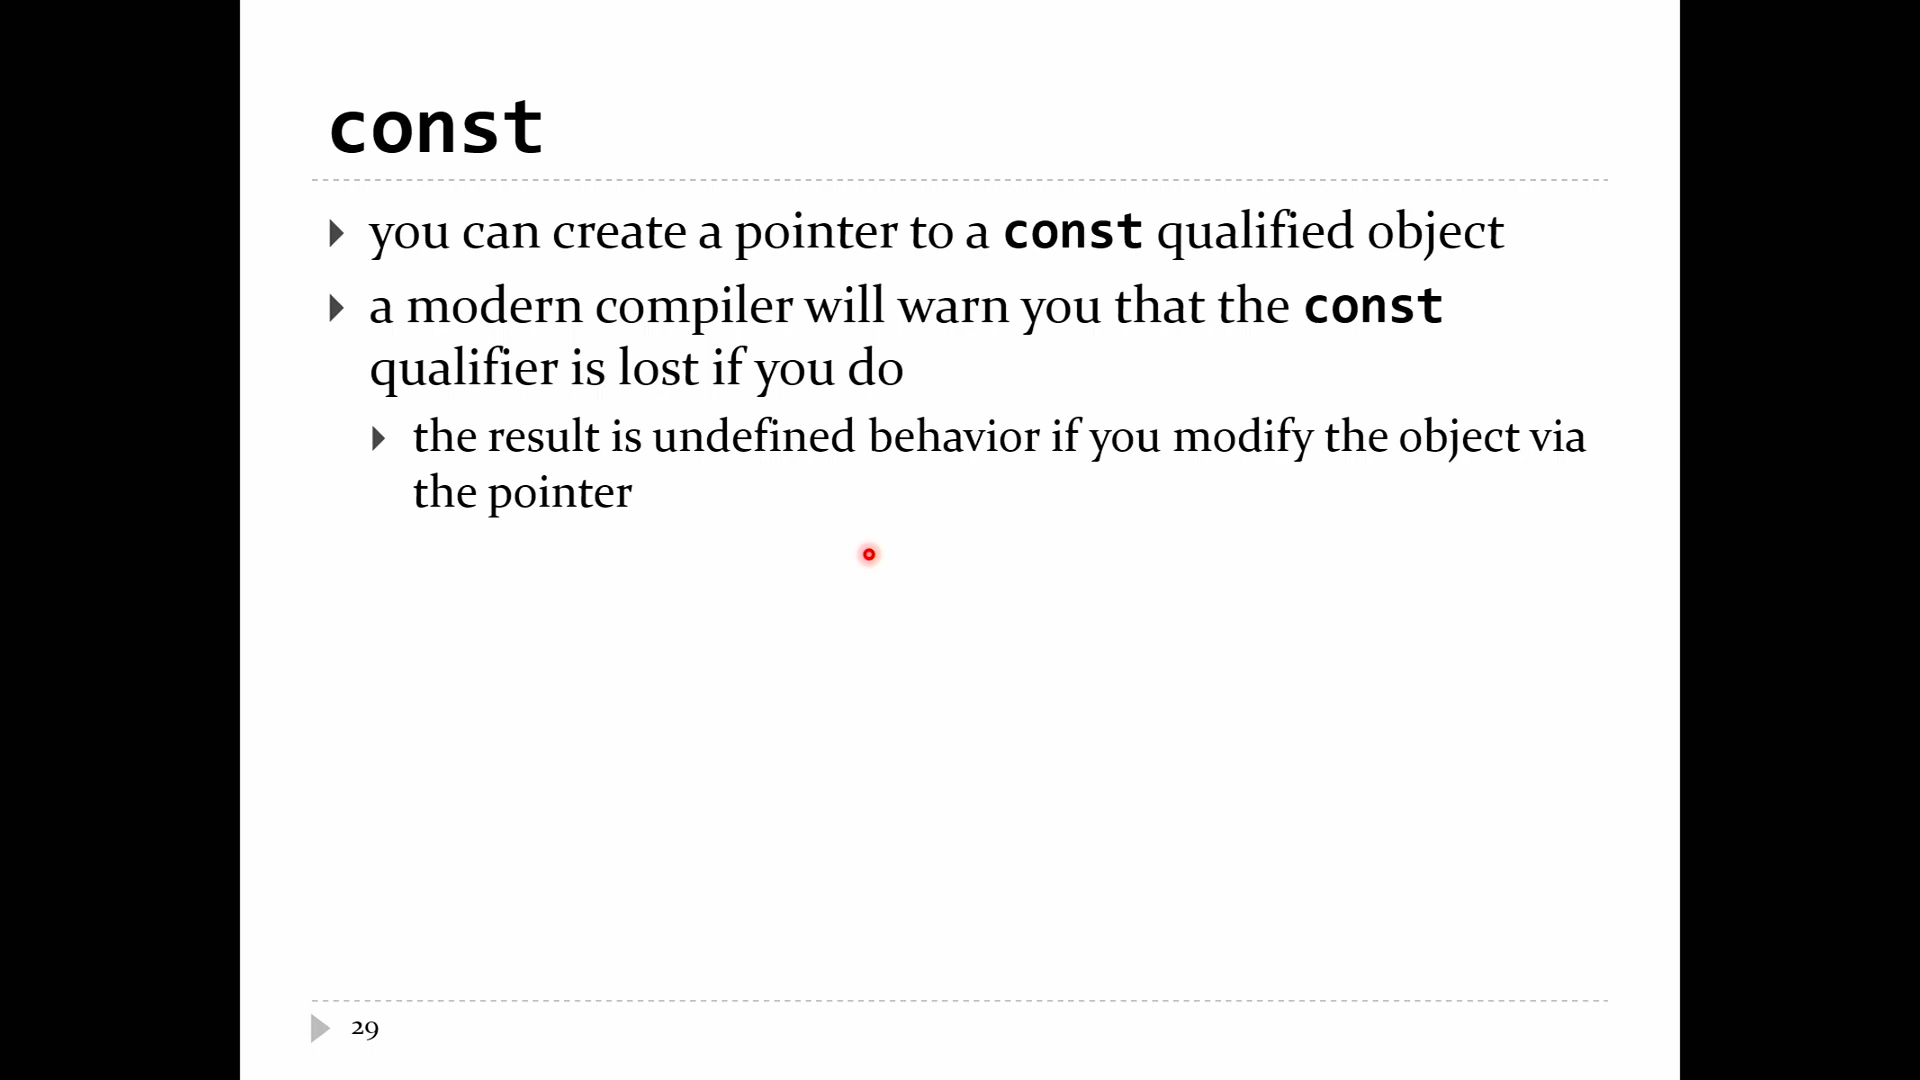 const
you can create a pointer to a const qualified object
a modern compiler will warn you that the const
qualifier is lost if you do
the result is undefined behavior if you modify the object via
the pointer
29